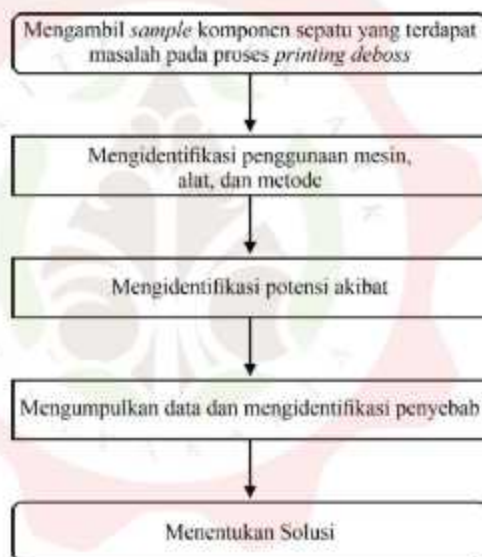 Mengambil sample komponen sepatu yang terdapat
masalah pada proses printing deboss
Mengidentifikasi penggunaan mesin,
alat, dan metode
Mengidentifikasi potensi akibat
Mengumpulkan data dan mengidentifikasi penyebab
Menentukan Solusi